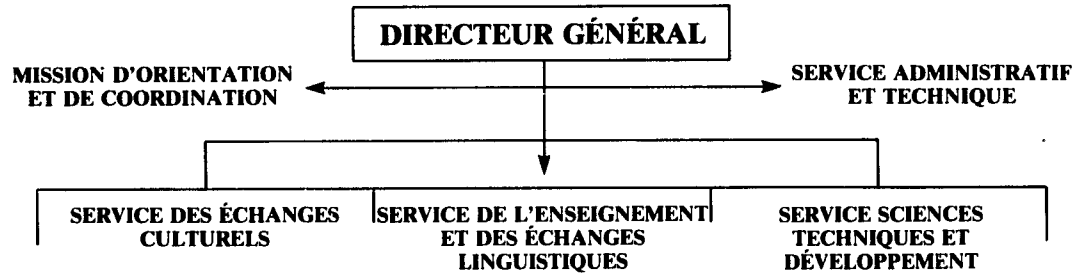 DIRECTEUR GÉNÉRAL
MISSION D'ORIENTATION
ET DE COORDINATION
SERVICE ADMINISTRATIF
ET TECHNIQUE
SERVICE DES ÉCHANGES
CULTURELS
SERVICE DE L'ENSEIGNEMENT
ET DES ÉCHANGES
LINGUISTIQUES
SERVICE SCIENCES
TECHNIQUES ET
DÉVELOPPEMENT